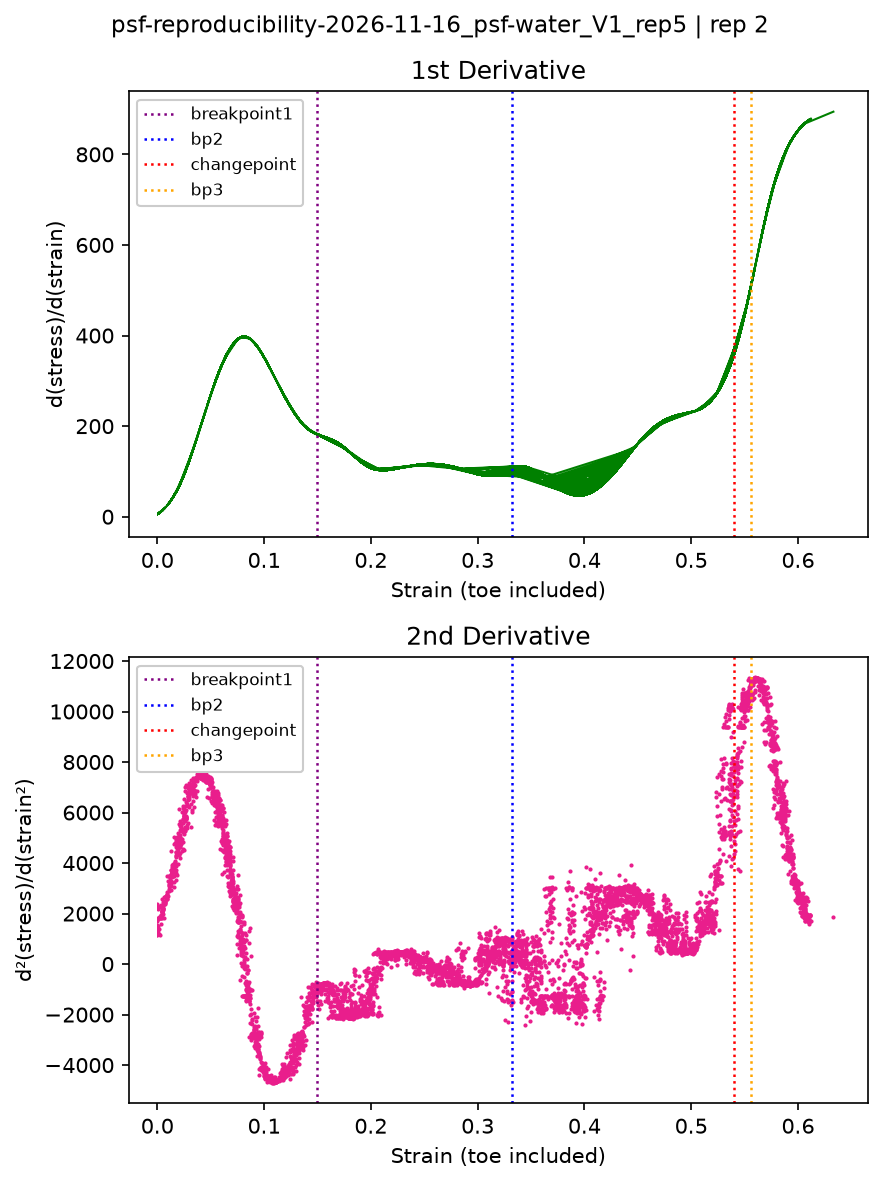 psf-reproducibility-2026-11-16_psf-water_V1_rep5 | rep 2
1st Derivative
breakpoint1
bp2
changepoint
bp3
d(stress)/d(strain)
800
600
400
200
0
0.0 0.1 0.2 0.3 0.4 0.5 0.6
Strain (toe included)
2nd Derivative
breakpoint1
bp2
changepoint
bp3
d²(stress)/d(strain²)
12000
10000
8000
6000
4000
2000
0
−2000
−4000
0.0 0.1 0.2 0.3 0.4 0.5 0.6
Strain (toe included)